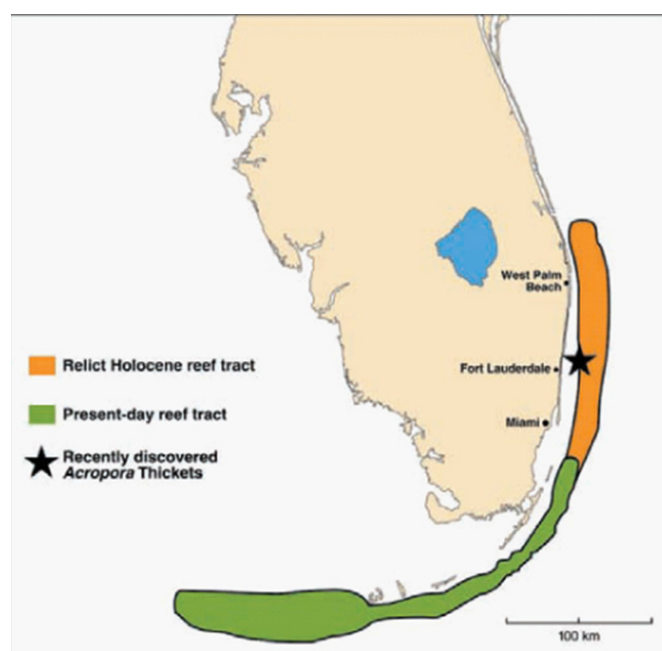 West Palm
Beach
Relict Holocene reef tract
Fort Lauderdale
Present-day reef tract
Miami
Recently discovered
Acropora Thickets
100 km